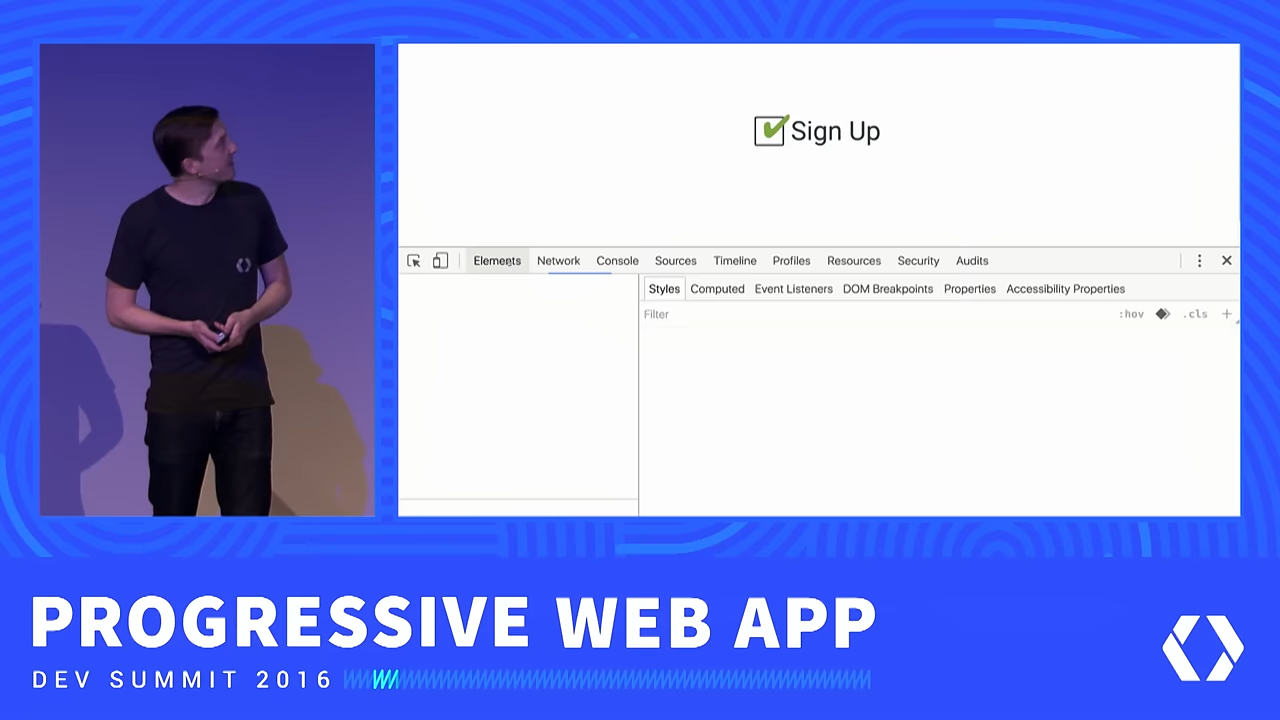 Sign Up
Elements Network Console Sources Timeline Profiles Resources Security Audits
Styles Computed Event Listeners DOM Breakpoints Properties Accessibility Properties
Filter :hov .cls +
PROGRESSIVE WEB APP
DEV SUMMIT 2016